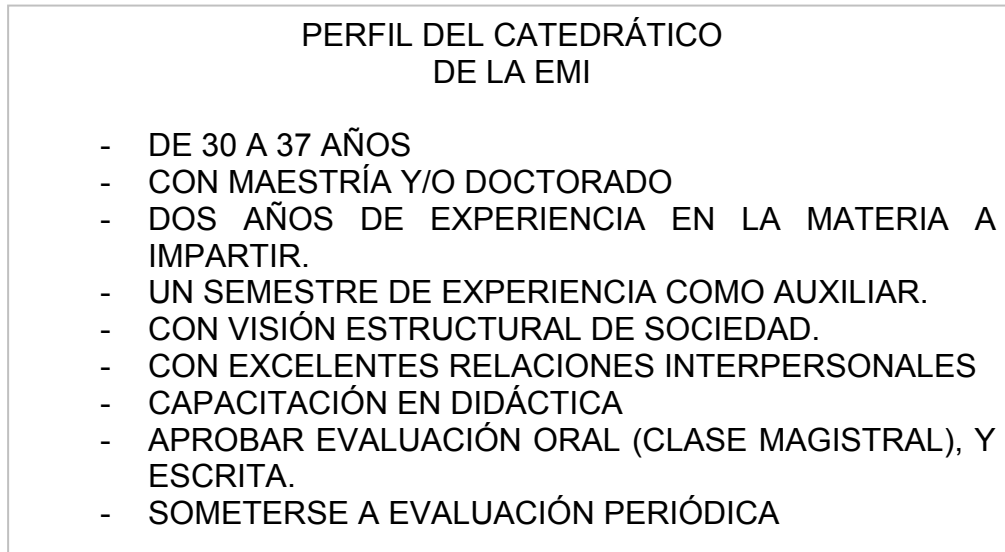 PERFIL DEL CATEDRÁTICO
DE LA EMI
- DE 30 A 37 AÑOS
- CON MAESTRÍA Y/O DOCTORADO
- DOS AÑOS DE EXPERIENCIA EN LA MATERIA A
IMPARTIR.
- UN SEMESTRE DE EXPERIENCIA COMO AUXILIAR.
- CON VISIÓN ESTRUCTURAL DE SOCIEDAD.
- CON EXCELENTES RELACIONES INTERPERSONALES
- CAPACITACIÓN EN DIDÁCTICA
- APROBAR EVALUACIÓN ORAL (CLASE MAGISTRAL), Y
ESCRITA.
- SOMETERSE A EVALUACIÓN PERIÓDICA